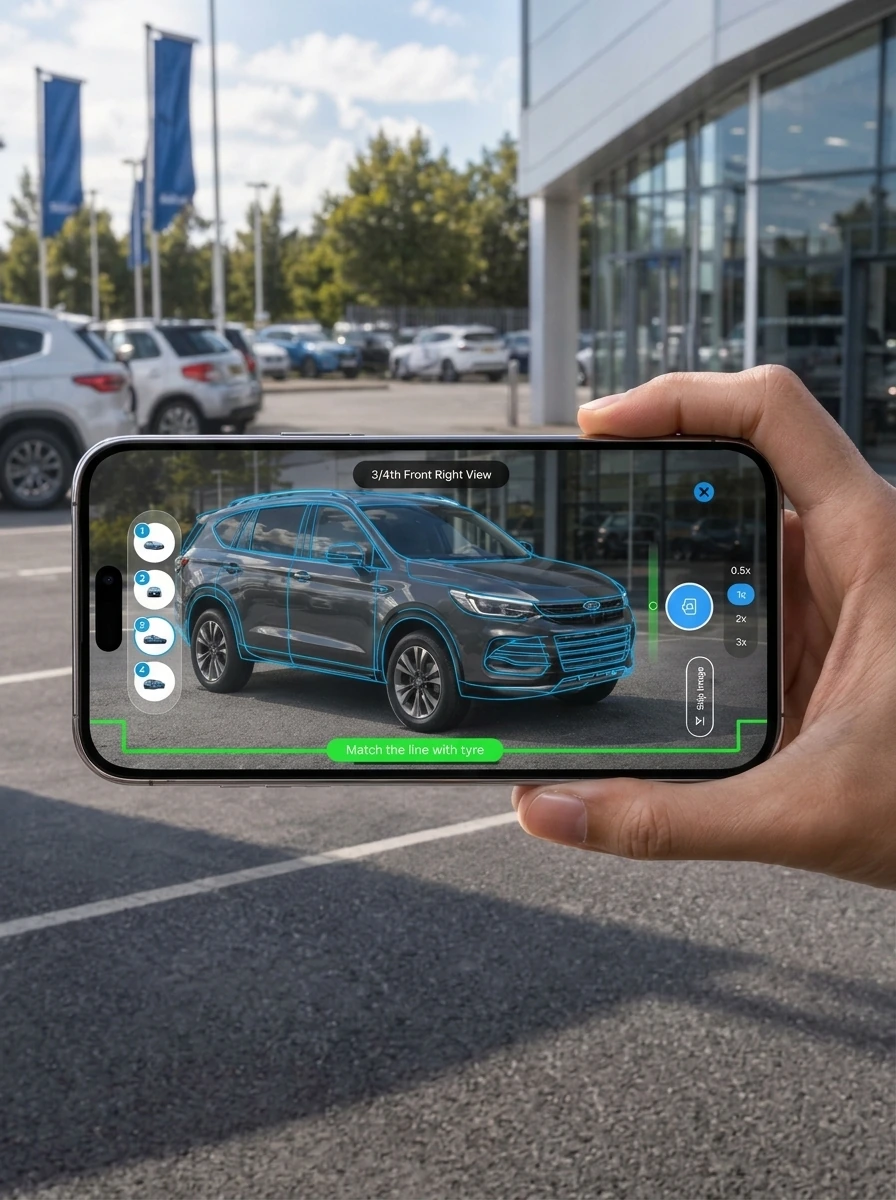 3/4th Front Right View
1
2
3
4
0.5x
1x
2x
3x
Skip Image
Match the line with tyre